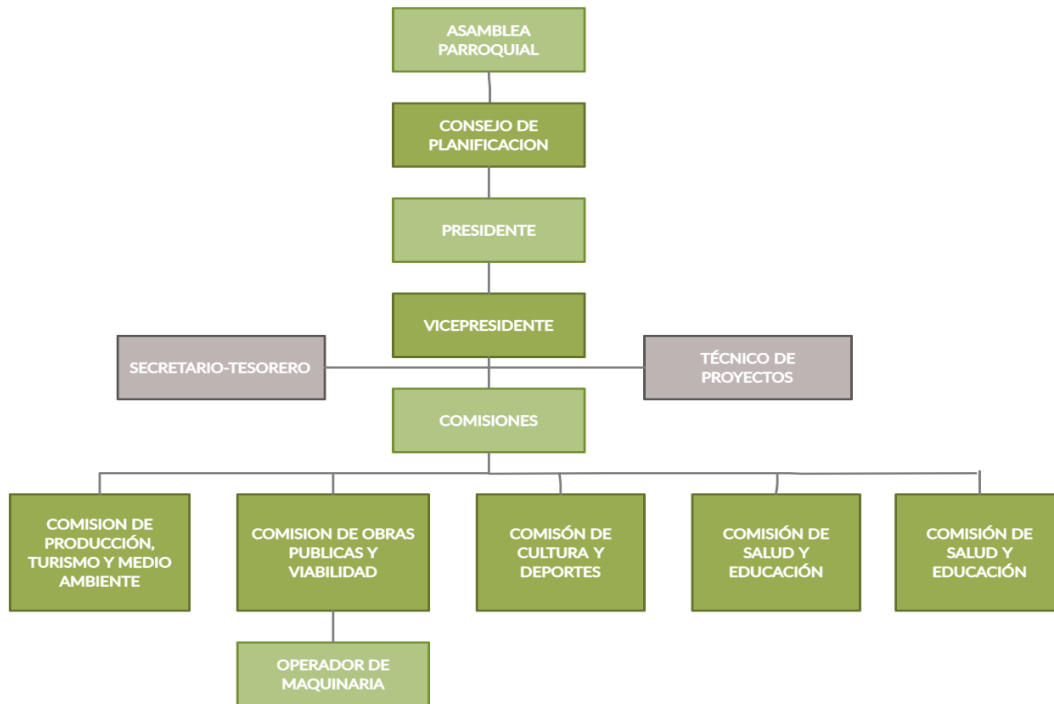 ASAMBLEA
PARROQUIAL
CONSEJO DE
PLANIFICACION
PRESIDENTE
VICEPRESIDENTE
SECRETARIO-TESORERO
TÉCNICO DE
PROYECTOS
COMISIONES
COMISION DE
PRODUCCIÓN,
TURISMO Y MEDIO
AMBIENTE
COMISION DE OBRAS
PUBLICAS Y
VIABILIDAD
COMISÓN DE
CULTURA Y
DEPORTES
COMISIÓN DE
SALUD Y
EDUCACIÓN
COMISIÓN DE
SALUD Y
EDUCACIÓN
OPERADOR DE
MAQUINARIA